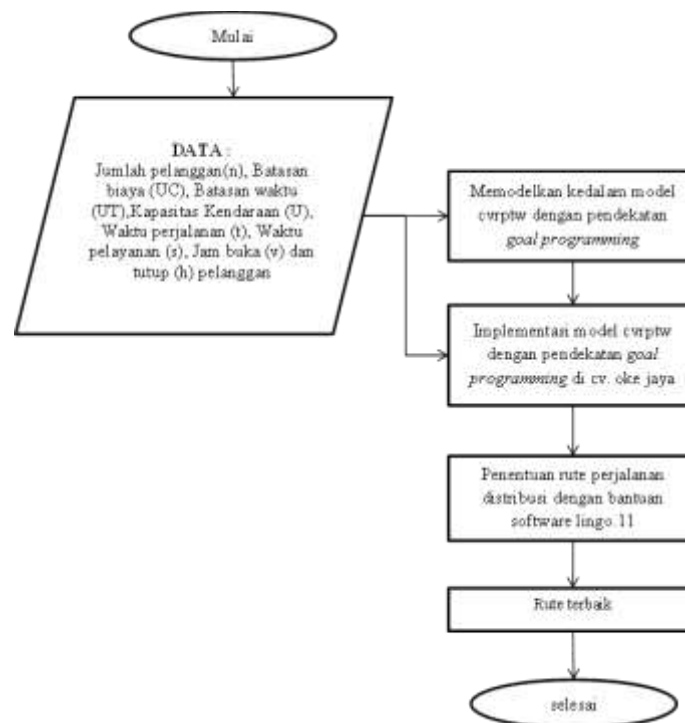 Mulai
DATA :
Jumlah pelanggan(n), Batasan
biaya (UC), Batasan waktu
(UT),Kapasitas Kendaraan (U),
Waktu perjalanan (t), Waktu
pelayanan (s), Jam buka (v) dan
tutup (h) pelanggan
Memodelkan kedalam model
cvrptw dengan pendekatan
goal programming
Implementasi model cvrptw
dengan pendekatan goal
programming di cv. oke jaya
Penentuan rute perjalanan
distribusi dengan bantuan
software lingo.11
Rute terbaik
selesai